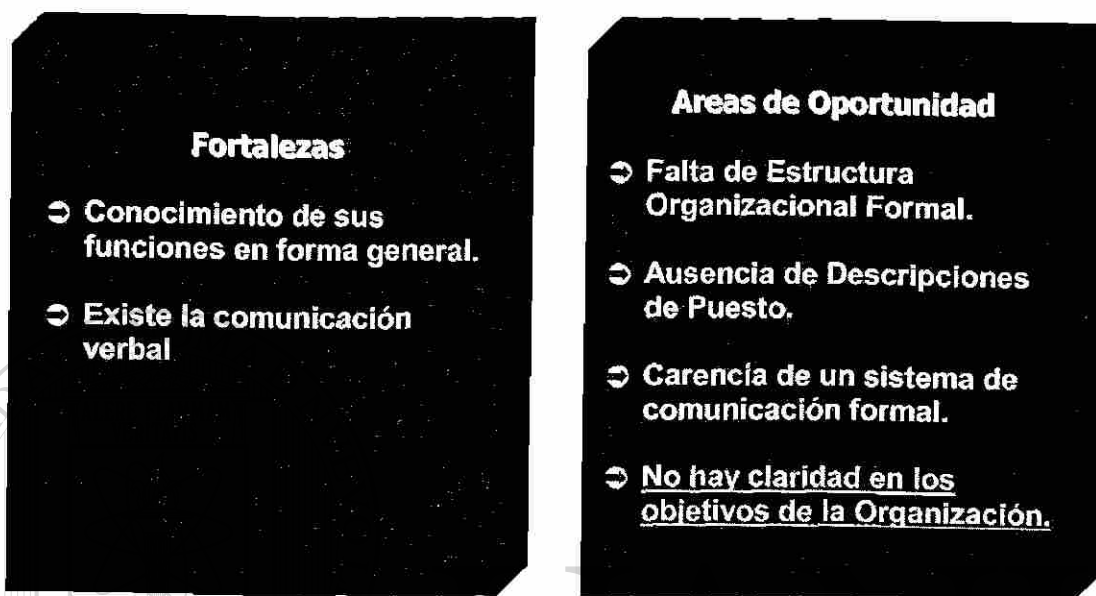 Fortalezas
➲ Conocimiento de sus
funciones en forma general.
➲ Existe la comunicación
verbal
Areas de Oportunidad
➲ Falta de Estructura
Organizacional Formal.
➲ Ausencia de Descripciones
de Puesto.
➲ Carencia de un sistema de
comunicación formal.
➲ No hay claridad en los
objetivos de la Organización.